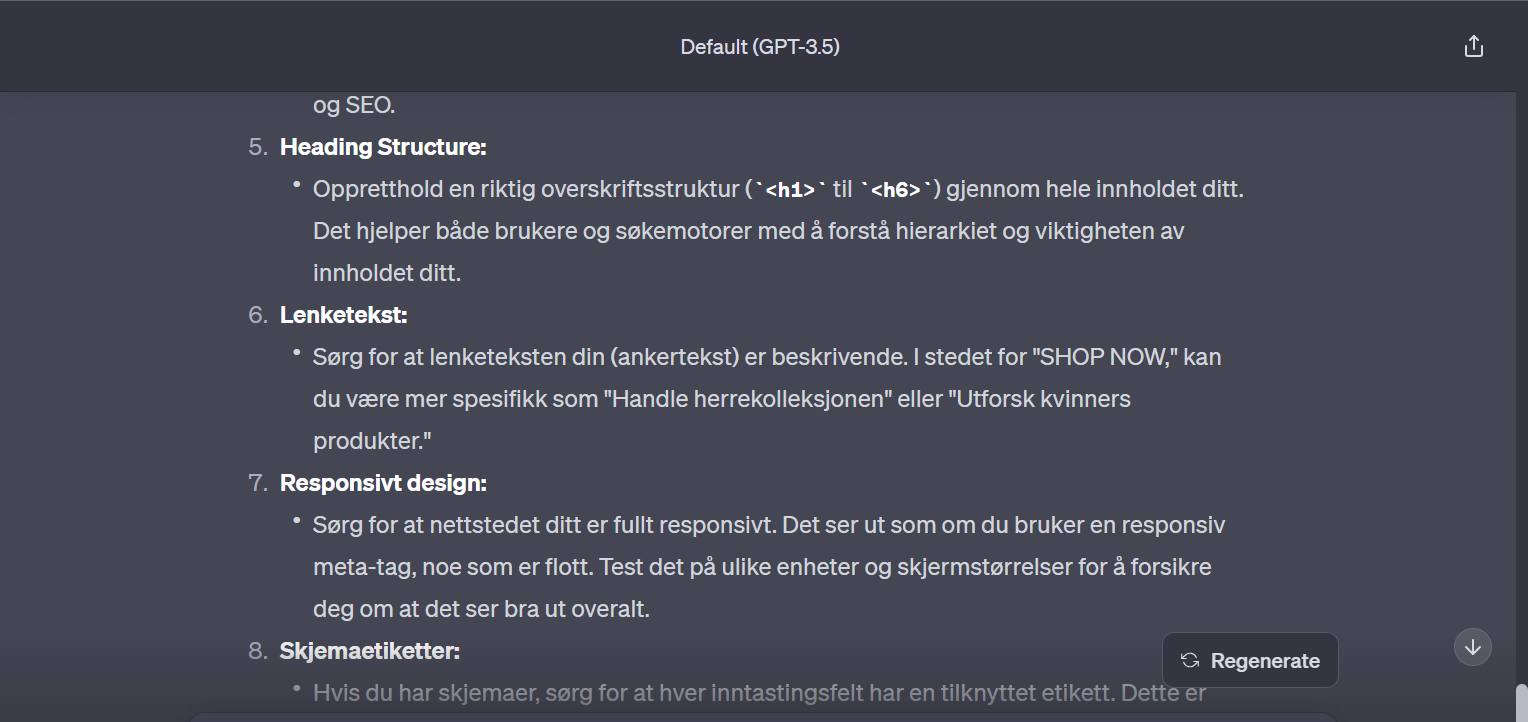 Default (GPT-3.5)
og SEO.
5. Heading Structure:
• Oppretthold en riktig overskriftsstruktur (`<h1>` til `<h6>`) gjennom hele innholdet ditt.
Det hjelper både brukere og søkemotorer med å forstå hierarkiet og viktigheten av
innholdet ditt.
6. Lenketekst:
• Sørg for at lenketeksten din (ankertekst) er beskrivende. I stedet for "SHOP NOW," kan
du være mer spesifikk som "Handle herrekolleksjonen" eller "Utforsk kvinners
produkter."
7. Responsivt design:
• Sørg for at nettstedet ditt er fullt responsivt. Det ser ut som om du bruker en responsiv
meta-tag, noe som er flott. Test det på ulike enheter og skjermstørrelser for å forsikre
deg om at det ser bra ut overalt.
8. Skjemaetiketter:
Regenerate
• Hvis du har skjemaer, sørg for at hver inntastingsfelt har en tilknyttet etikett. Dette er